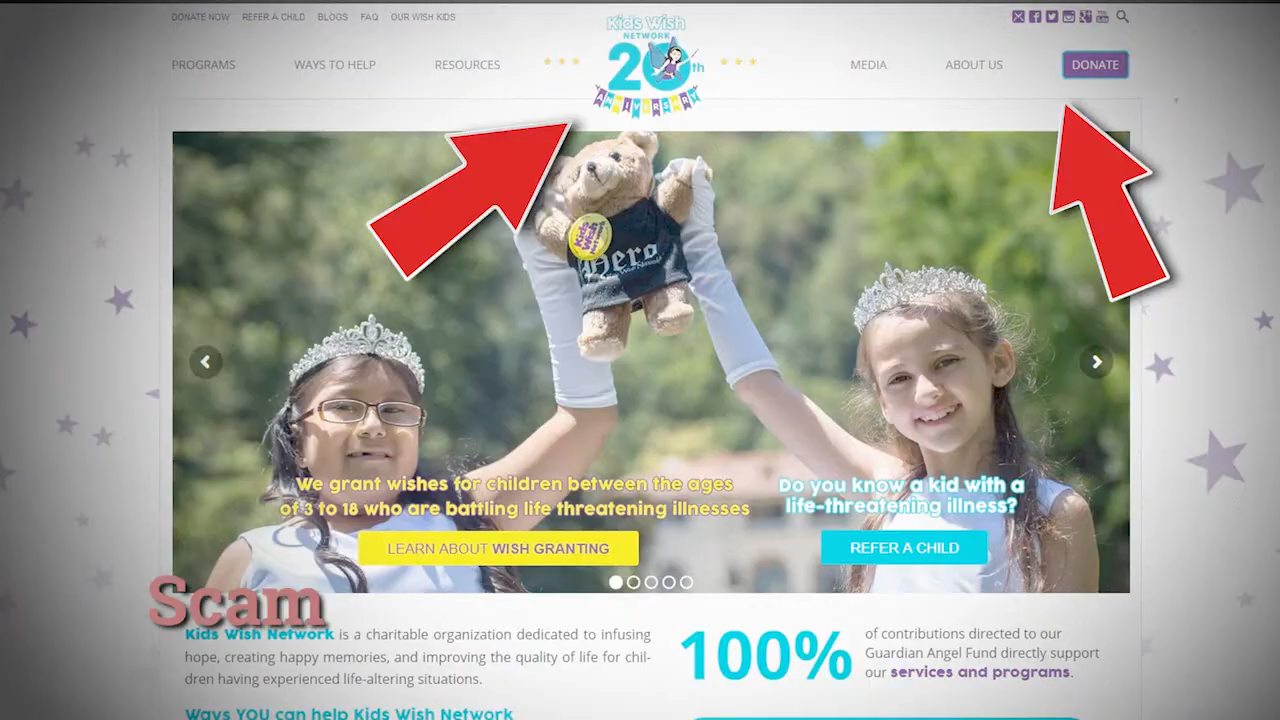 DONATE NOW REFER A CHILD BLOGS FAQ OUR WISH KIDS
Kids Wish
NETWORK
20th
ANNIVERSARY
PROGRAMS WAYS TO HELP RESOURCES
MEDIA ABOUT US DONATE
Hero
We grant wishes for children between the ages
of 3 to 18 who are battling life threatening illnesses
LEARN ABOUT WISH GRANTING
Do you know a kid with a
life-threatening illness?
REFER A CHILD
Scam
Kids Wish Network is a charitable organization dedicated to infusing
hope, creating happy memories, and improving the quality of life for chil-
dren having experienced life-altering situations.
100%
of contributions directed to our
Guardian Angel Fund directly support
our services and programs.
Ways YOU can help Kids Wish Network